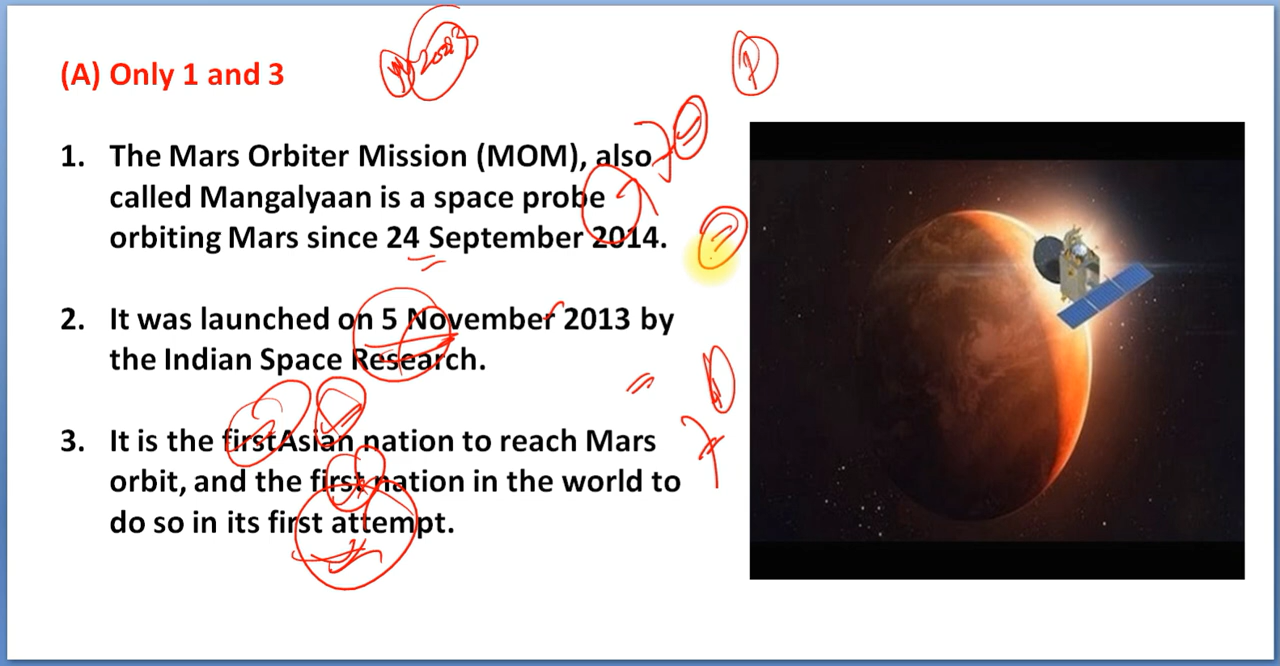 (A) Only 1 and 3
1. The Mars Orbiter Mission (MOM), also
called Mangalyaan is a space probe
orbiting Mars since 24 September 2014.
2. It was launched on 5 November 2013 by
the Indian Space Research.
3. It is the firstAsian nation to reach Mars
orbit, and the first nation in the world to
do so in its first attempt.